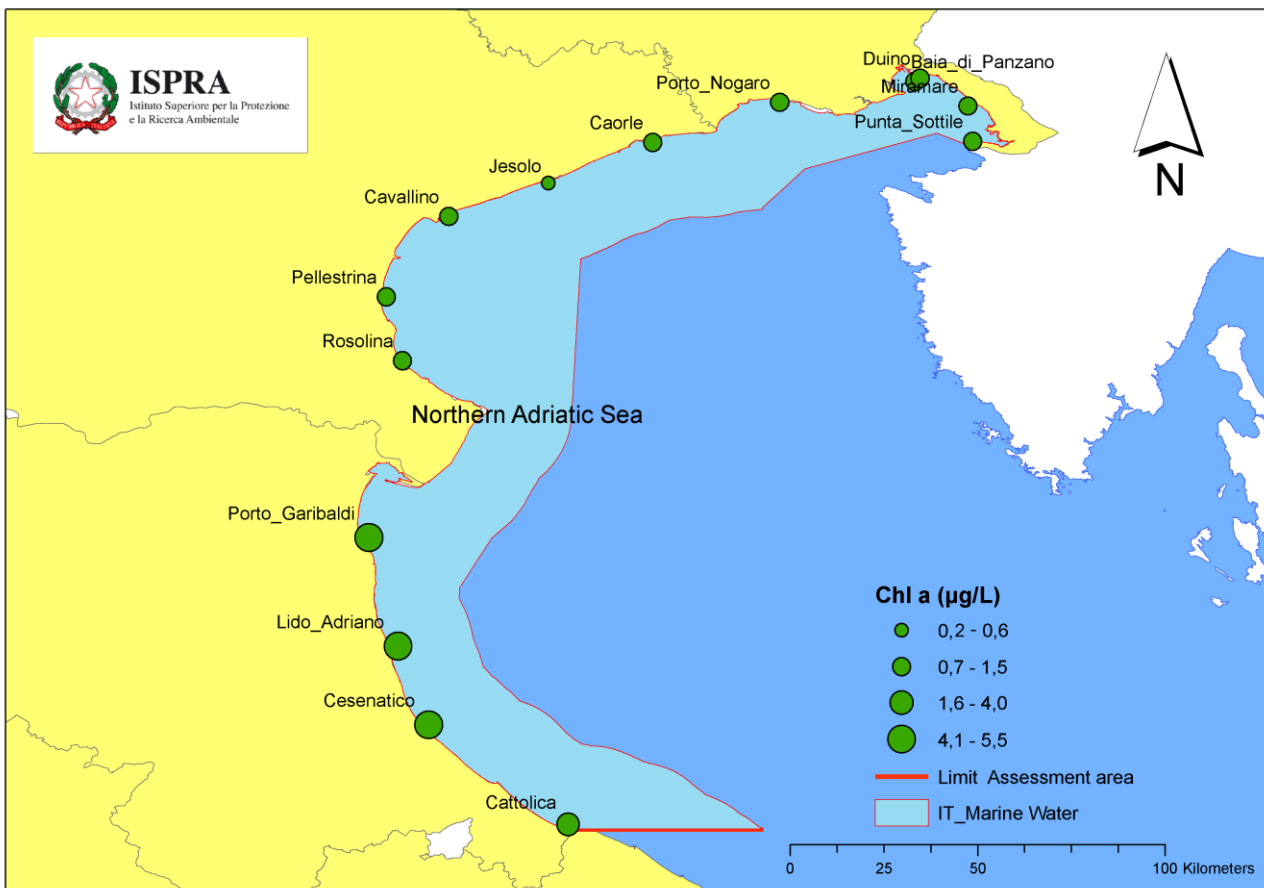 ISPRA
Istituto Superiore per la Protezione
e la Ricerca Ambientale
Duino
Baia_di_Panzano
Porto_Nogaro
Miramare
Caorle
Punta_Sottile
Jesolo
N
Cavallino
Pellestrina
Rosolina
Northern Adriatic Sea
Porto_Garibaldi
Lido_Adriano
Cesenatico
Cattolica
Chl a (µg/L)
0,2 - 0,6
0,7 - 1,5
1,6 - 4,0
4,1 - 5,5
Limit Assessment area
IT_Marine Water
0 25 50 100 Kilometers